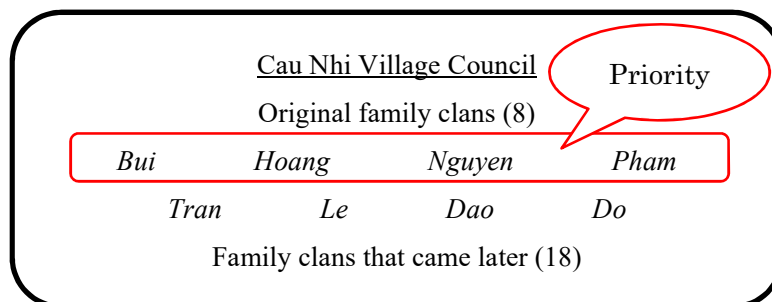 Cau Nhi Village Council
Priority
Original family clans (8)
Bui Hoang Nguyen Pham
Tran Le Dao Do
Family clans that came later (18)